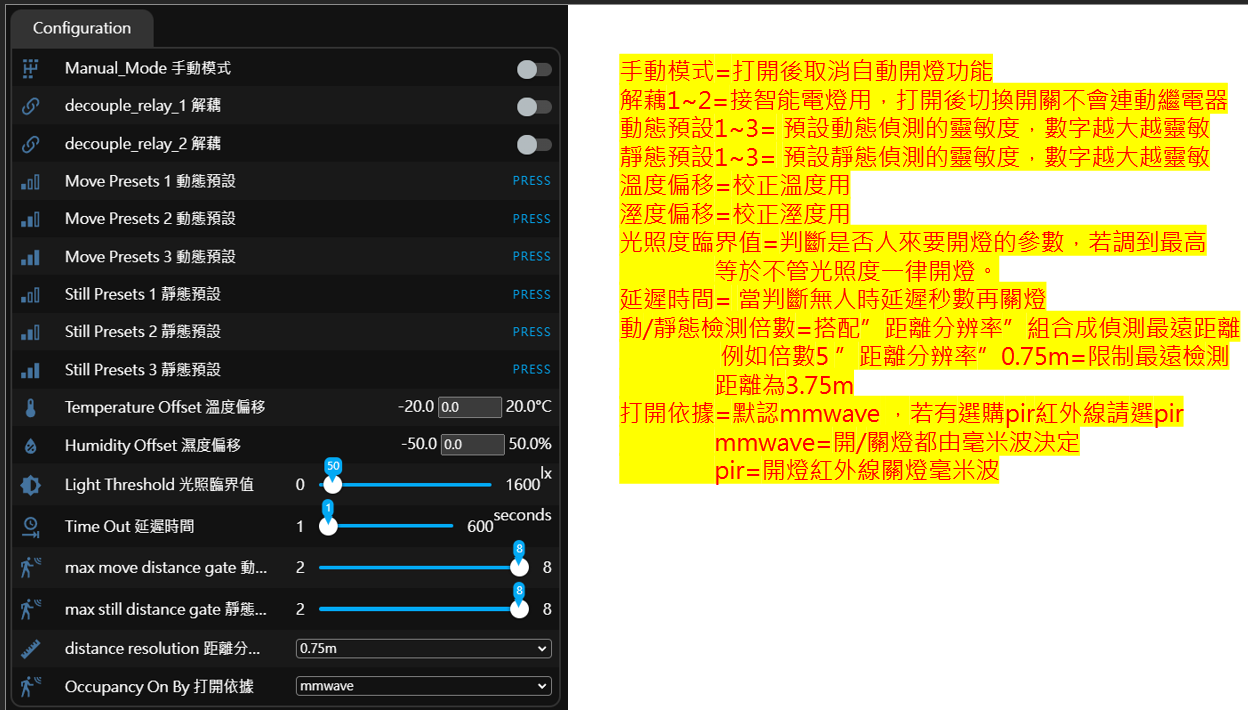 Configuration
Manual_Mode 手動模式
decouple_relay_1 解藕
decouple_relay_2 解藕
Move Presets 1 動態預設 PRESS
Move Presets 2 動態預設 PRESS
Move Presets 3 動態預設 PRESS
Still Presets 1 靜態預設 PRESS
Still Presets 2 靜態預設 PRESS
Still Presets 3 靜態預設 PRESS
Temperature Offset 溫度偏移 -20.0 0.0 20.0°C
Humidity Offset 濕度偏移 -50.0 0.0 50.0%
Light Threshold 光照臨界值 0 50 1600 lx
Time Out 延遲時間 1 1 600 seconds
max move distance gate 動... 2 8 8
max still distance gate 靜態... 2 8 8
distance resolution 距離分... 0.75m
Occupancy On By 打開依據 mmwave
手動模式=打開後取消自動開燈功能
解藕1~2=接智能電燈用，打開後切換開關不會連動繼電器
動態預設1~3= 預設動態偵測的靈敏度，數字越大越靈敏
靜態預設1~3= 預設靜態偵測的靈敏度，數字越大越靈敏
溫度偏移=校正溫度用
溼度偏移=校正溼度用
光照度臨界值=判斷是否人來要開燈的參數，若調到最高
等於不管光照度一律開燈。
延遲時間= 當判斷無人時延遲秒數再關燈
動/靜態檢測倍數=搭配”距離分辨率”組合成偵測最遠距離
例如倍數5 ”距離分辨率”0.75m=限制最遠檢測
距離為3.75m
打開依據=默認mmwave ，若有選購pir紅外線請選pir
mmwave=開/關燈都由毫米波決定
pir=開燈紅外線關燈毫米波